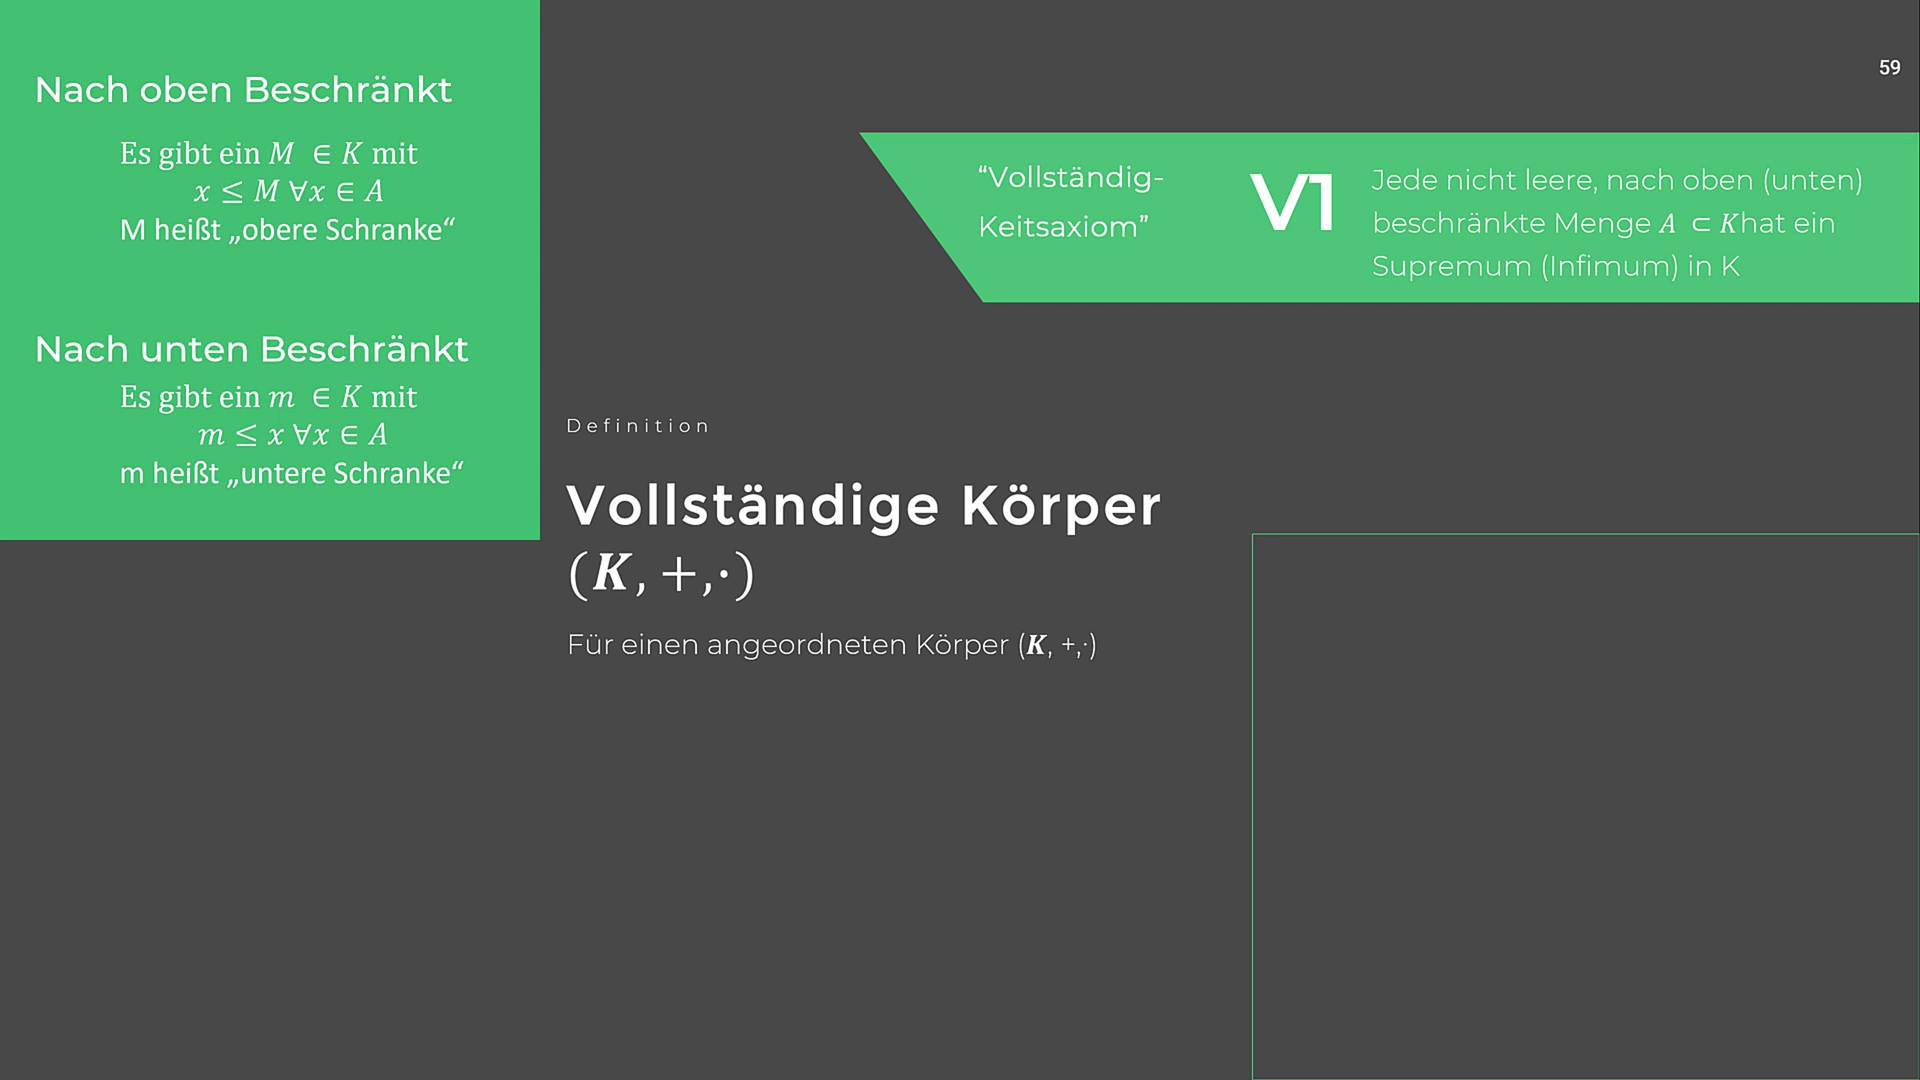 Nach oben Beschränkt
Es gibt ein M ∈ K mit
x ≤ M ∀x ∈ A
M heißt „obere Schranke“
Nach unten Beschränkt
Es gibt ein m ∈ K mit
m ≤ x ∀x ∈ A
m heißt „untere Schranke“
59
“Vollständig-
Keitsaxiom”
V1
Jede nicht leere, nach oben (unten)
beschränkte Menge A ⊂ Khat ein
Supremum (Infimum) in K
Definition
Vollständige Körper
(K, +,·)
Für einen angeordneten Körper (K, +,·)